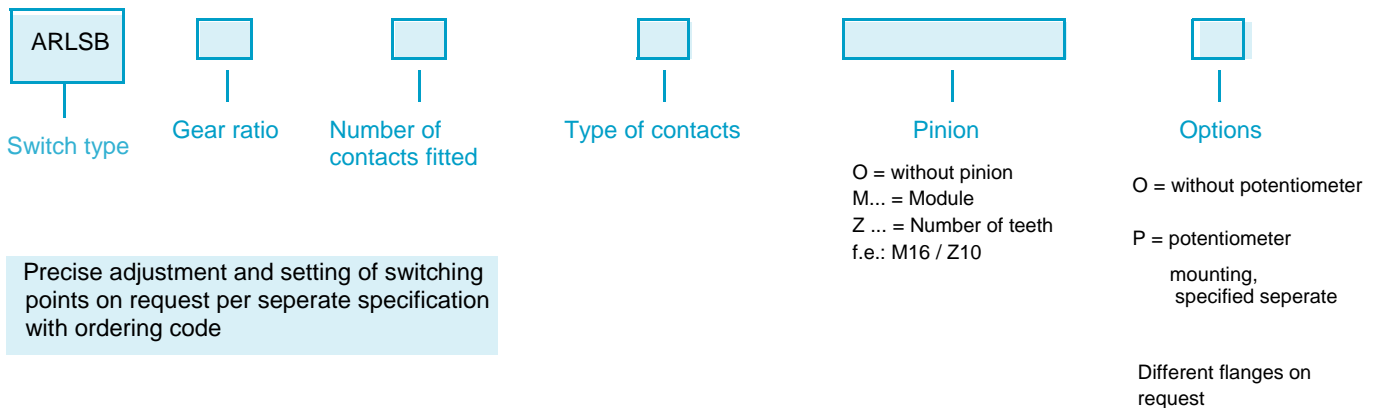 ARLSB
Switch type
Gear ratio
Number of
contacts fitted
Type of contacts
Pinion
O = without pinion
M... = Module
Z ... = Number of teeth
f.e.: M16 / Z10
Options
O = without potentiometer
P = potentiometer
mounting,
specified seperate
Different flanges on
request
Precise adjustment and setting of switching
points on request per seperate specification
with ordering code